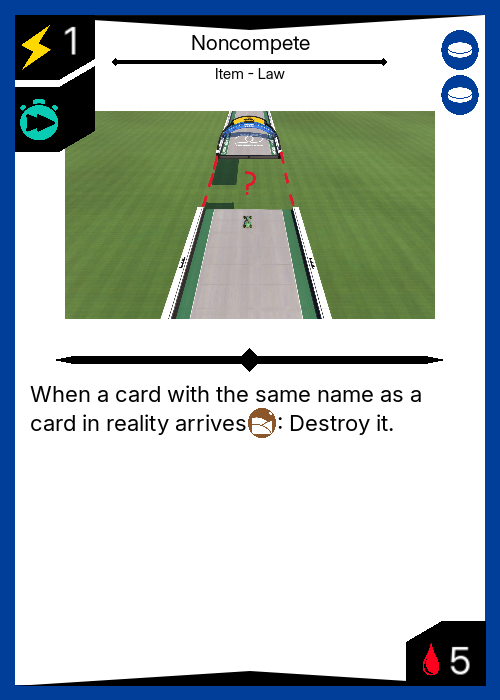 1
Noncompete
Item - Law
?
When a card with the same name as a
card in reality arrives : Destroy it.
5